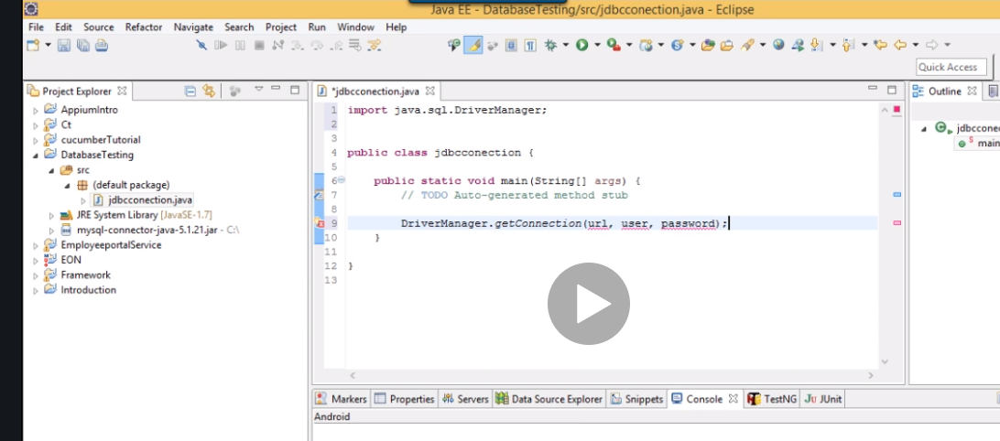 Java EE - DatabaseTesting/src/jdbcconection.java - Eclipse
File Edit Source Refactor Navigate Search Project Run Window Help
Quick Access
Project Explorer
*jdbcconection.java
Outline
AppiumIntro
Ct
cucumberTutorial
DatabaseTesting
src
(default package)
jdbcconection.java
JRE System Library [JavaSE-1.7]
mysql-connector-java-5.1.21.jar - C:\
EmployeeportalService
EON
Framework
Introduction
1 import java.sql.DriverManager;
2
3
4 public class jdbcconection {
5
6 public static void main(String[] args) {
7 // TODO Auto-generated method stub
8
9 DriverManager.getConnection(url, user, password);
10 }
11
12 }
13
jdbccone
main
Markers Properties Servers Data Source Explorer Snippets Console TestNG JUnit
Android